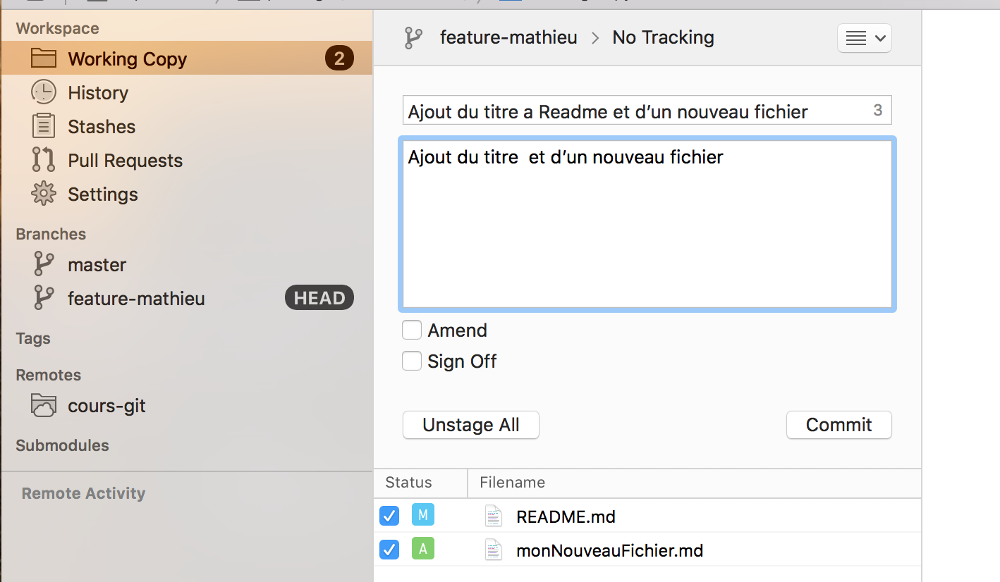 Workspace
Working Copy 2
History
Stashes
Pull Requests
Settings
Branches
master
feature-mathieu HEAD
Tags
Remotes
cours-git
Submodules
Remote Activity
feature-mathieu > No Tracking
Ajout du titre a Readme et d’un nouveau fichier 3
Ajout du titre  et d’un nouveau fichier
Amend
Sign Off
Unstage All Commit
Status Filename
M README.md
A monNouveauFichier.md